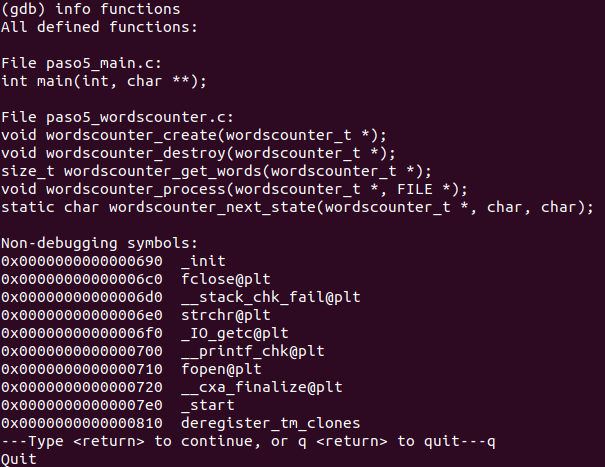 (gdb) info functions
All defined functions:
File paso5_main.c:
int main(int, char **);
File paso5_wordscounter.c:
void wordscounter_create(wordscounter_t *);
void wordscounter_destroy(wordscounter_t *);
size_t wordscounter_get_words(wordscounter_t *);
void wordscounter_process(wordscounter_t *, FILE *);
static char wordscounter_next_state(wordscounter_t *, char, char);
Non-debugging symbols:
0x0000000000000690  _init
0x00000000000006c0  fclose@plt
0x00000000000006d0  __stack_chk_fail@plt
0x00000000000006e0  strchr@plt
0x00000000000006f0  _IO_getc@plt
0x0000000000000700  __printf_chk@plt
0x0000000000000710  fopen@plt
0x0000000000000720  __cxa_finalize@plt
0x00000000000007e0  _start
0x0000000000000810  deregister_tm_clones
---Type <return> to continue, or q <return> to quit---q
Quit